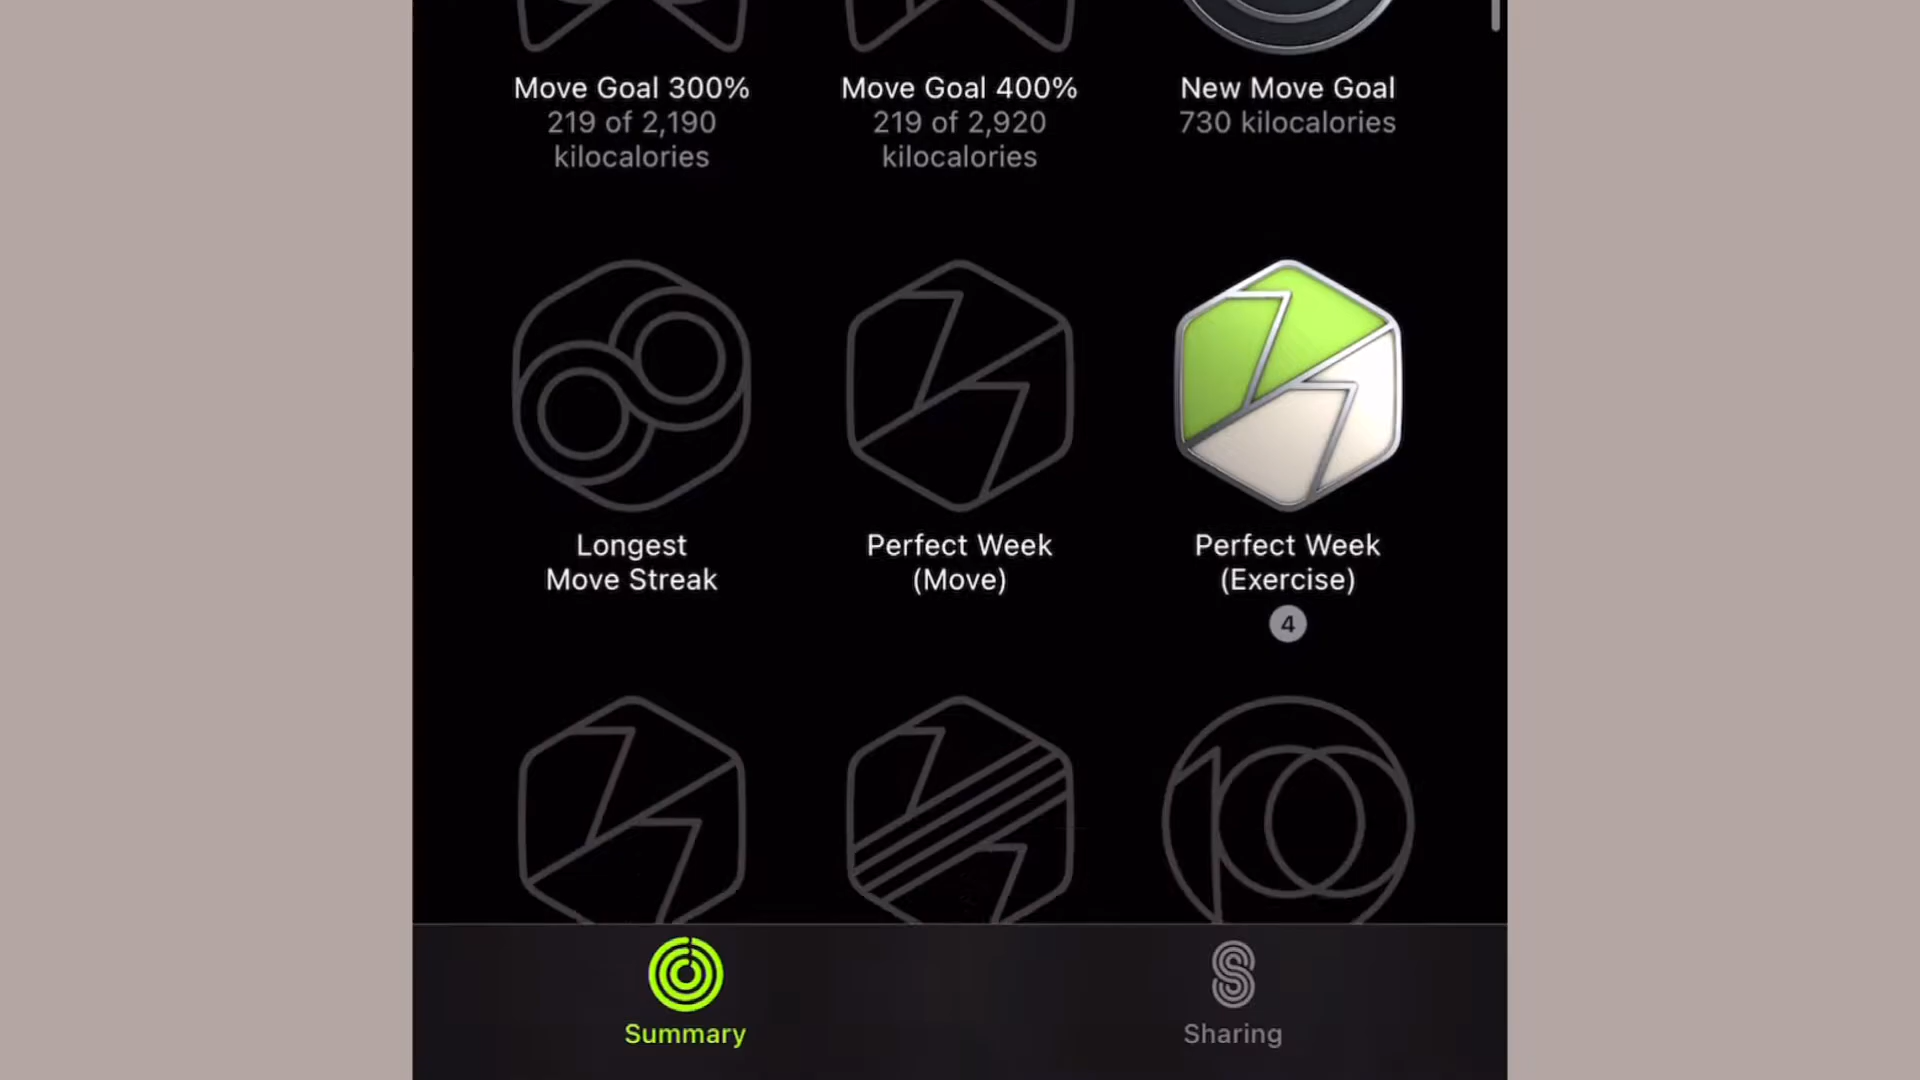 Move Goal 300%
219 of 2,190
kilocalories
Move Goal 400%
219 of 2,920
kilocalories
New Move Goal
730 kilocalories
Longest
Move Streak
Perfect Week
(Move)
Perfect Week
(Exercise)
4
Summary
Sharing